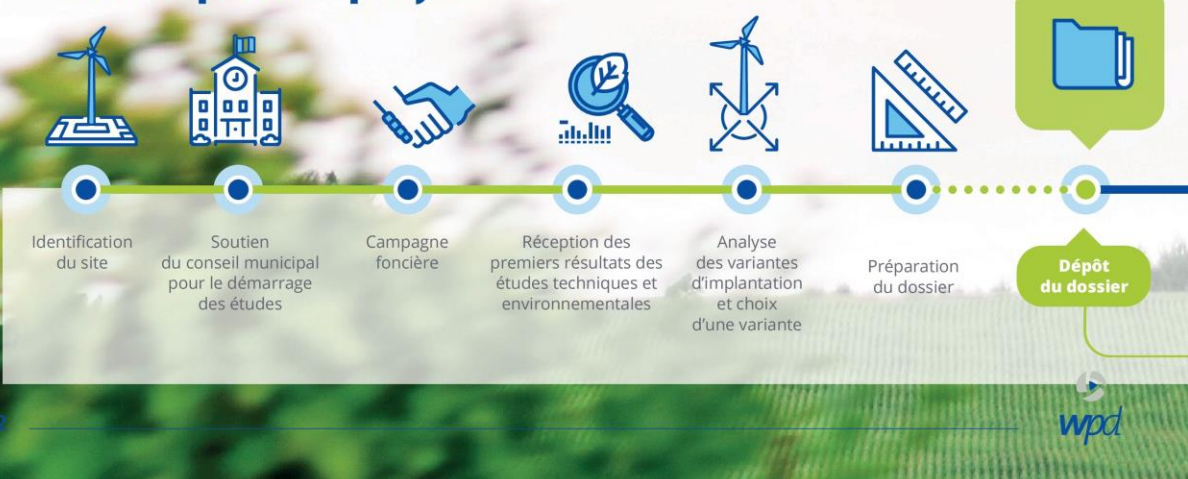 Identification
du site
Soutien
du conseil municipal
pour le démarrage
des études
Campagne
foncière
Réception des
premiers résultats des
études techniques et
environnementales
Analyse
des variantes
d'implantation
et choix
d'une variante
Préparation
du dossier
Dépôt
du dossier
wpd